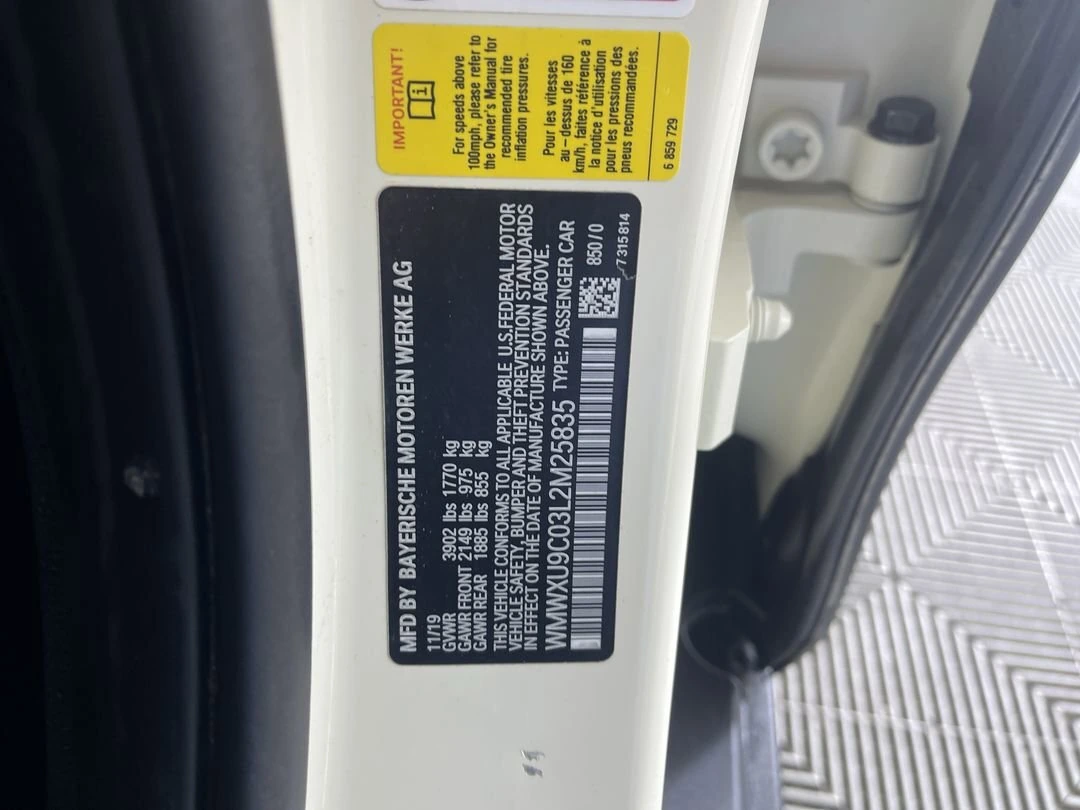 MFD BY BAYERISCHE MOTOREN WERKE AG
11/19
GVWR 3902 lbs 1770 kg
GAWR FRONT 2149 lbs 975 kg
GAWR REAR 1885 lbs 855 kg
THIS VEHICLE CONFORMS TO ALL APPLICABLE U.S.FEDERAL MOTOR
VEHICLE SAFETY, BUMPER AND THEFT PREVENTION STANDARDS
IN EFFECT ON THE DATE OF MANUFACTURE SHOWN ABOVE.
WMWXU9C03L2M25835 TYPE: PASSENGER CAR
850/0
7315814
IMPORTANT!
For speeds above
100mph, please refer to
the Owner's Manual for
recommended tire
inflation pressures.
Pour les vitesses
au-dessus de 160
km/h, faites référence à
la notice d'utilisation
pour les pressions des
pneus recommandées.
6 859 729